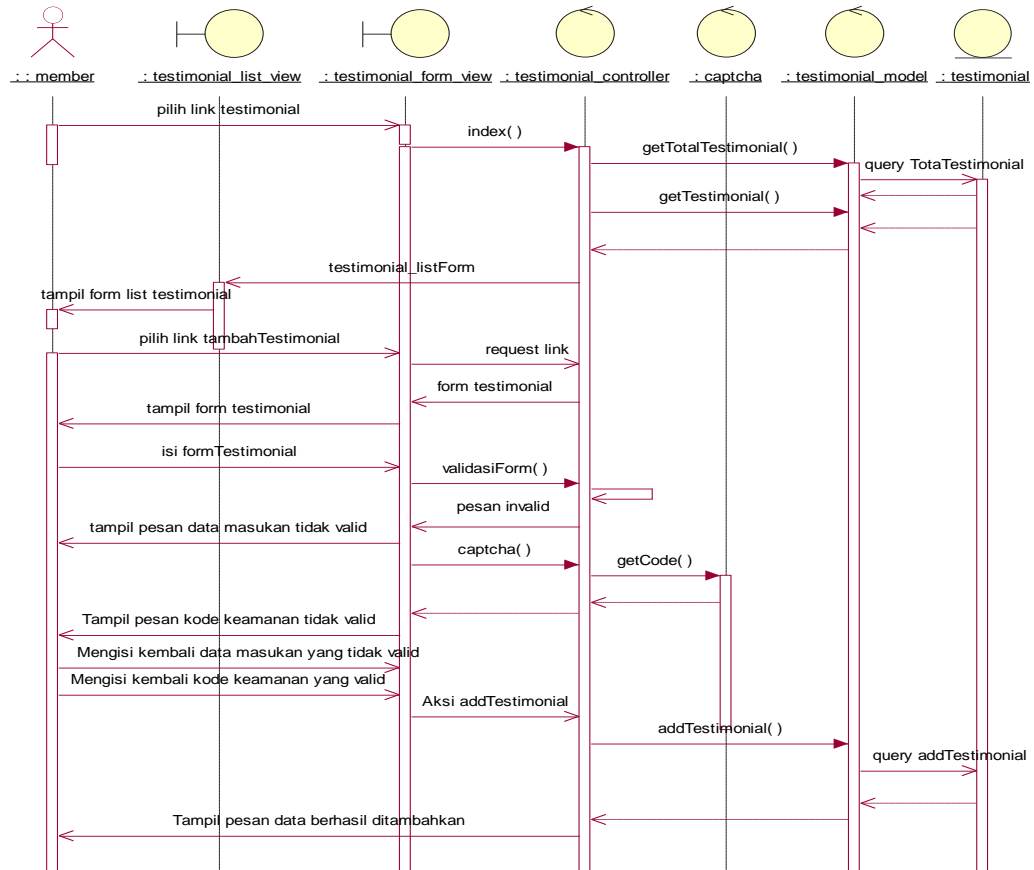 : : member
: testimonial_list_view
: testimonial_form_view
: testimonial_controller
: captcha
: testimonial_model
: testimonial
pilih link testimonial
index( )
getTotalTestimonial( )
query TotaTestimonial
getTestimonial( )
testimonial_listForm
tampil form list testimonial
pilih link tambahTestimonial
request link
form testimonial
tampil form testimonial
isi formTestimonial
validasiForm( )
pesan invalid
tampil pesan data masukan tidak valid
captcha( )
getCode( )
Tampil pesan kode keamanan tidak valid
Mengisi kembali data masukan yang tidak valid
Mengisi kembali kode keamanan yang valid
Aksi addTestimonial
addTestimonial( )
query addTestimonial
Tampil pesan data berhasil ditambahkan